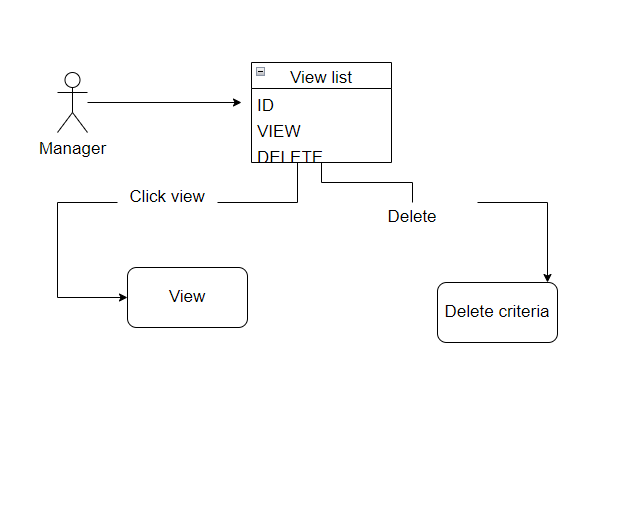 View list
ID
VIEW
DELETE
Manager
Click view
Delete
View
Delete criteria